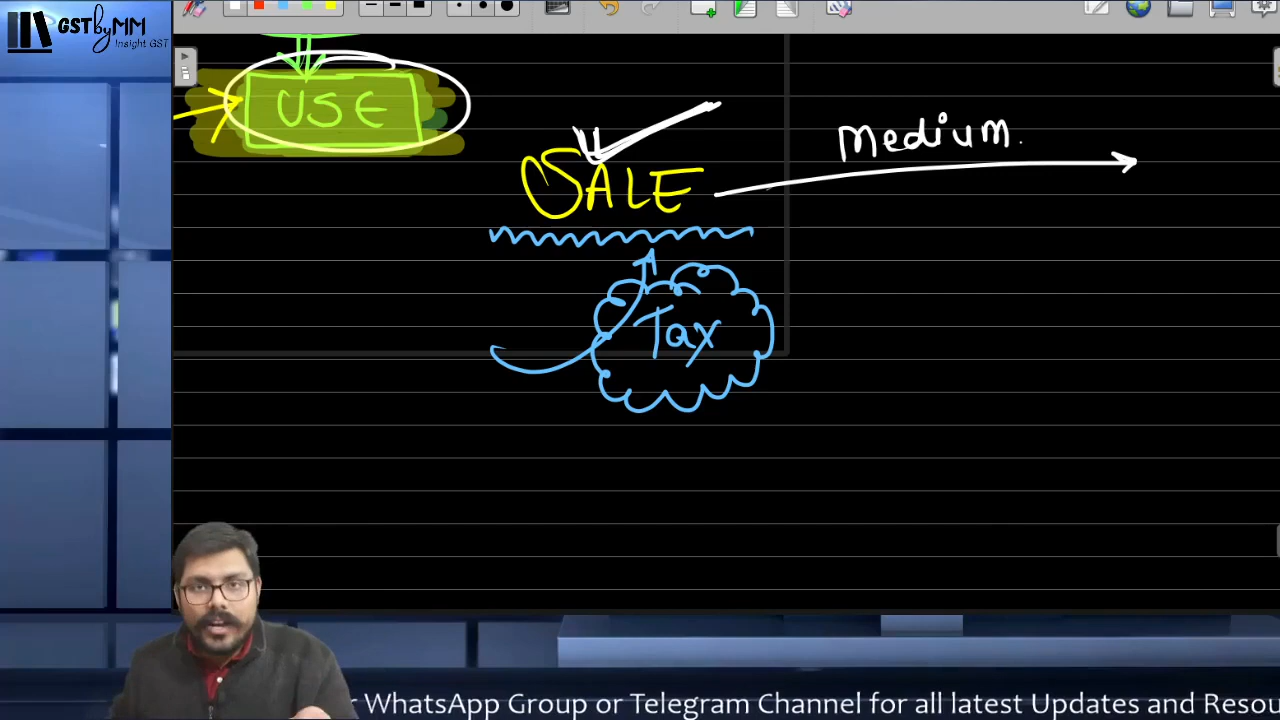 GSTbyMM
Insight GST
USE
SALE
Medium.
Tax
WhatsApp Group or Telegram Channel for all latest Updates and Resou